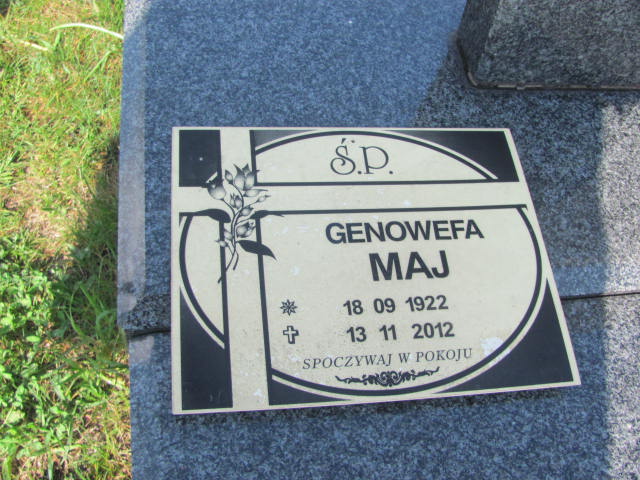 Ś.P.
GENOWEFA
MAJ
18 09 1922
13 11 2012
SPOCZYWAJ W POKOJU